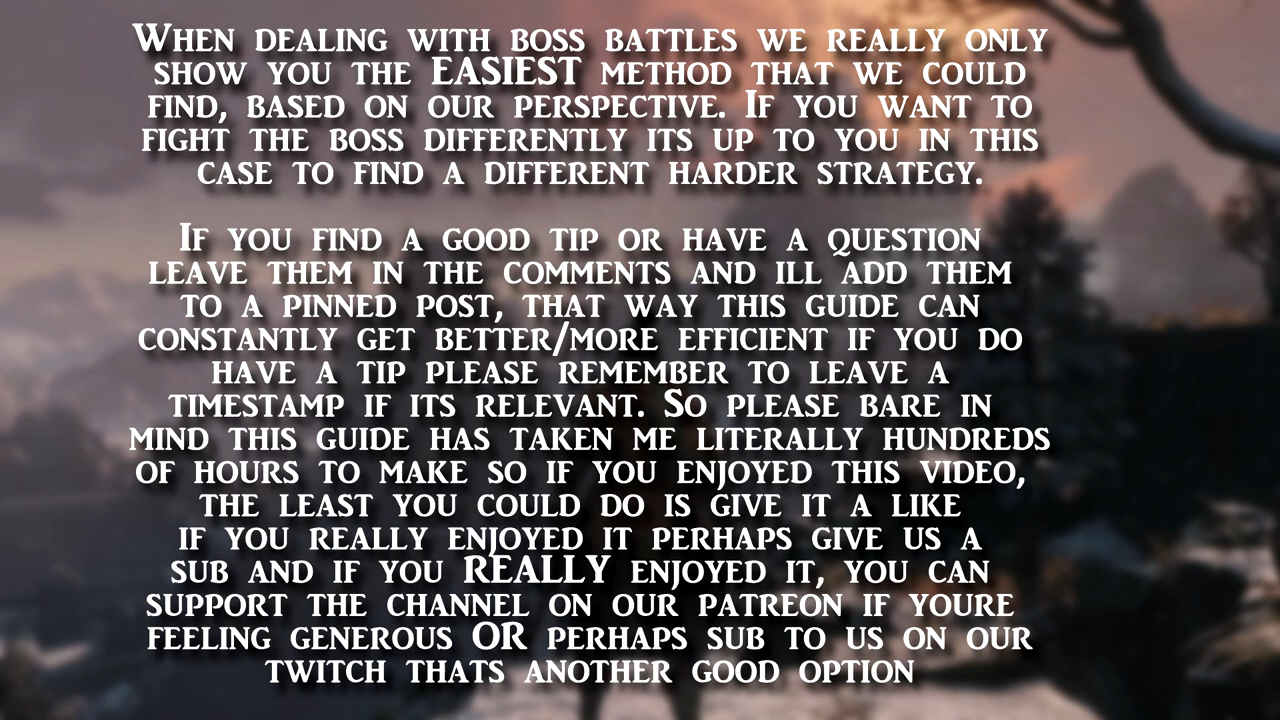 When dealing with boss battles we really only
show you the EASIEST method that we could
find, based on our perspective. If you want to
fight the boss differently its up to you in this
case to find a different harder strategy.
If you find a good tip or have a question
leave them in the comments and ill add them
to a pinned post, that way this guide can
constantly get better/more efficient if you do
have a tip please remember to leave a
timestamp if its relevant. So please bare in
mind this guide has taken me literally hundreds
of hours to make so if you enjoyed this video,
the least you could do is give it a like
if you really enjoyed it perhaps give us a
sub and if you REALLY enjoyed it, you can
support the channel on our patreon if youre
feeling generous OR perhaps sub to us on our
twitch thats another good option